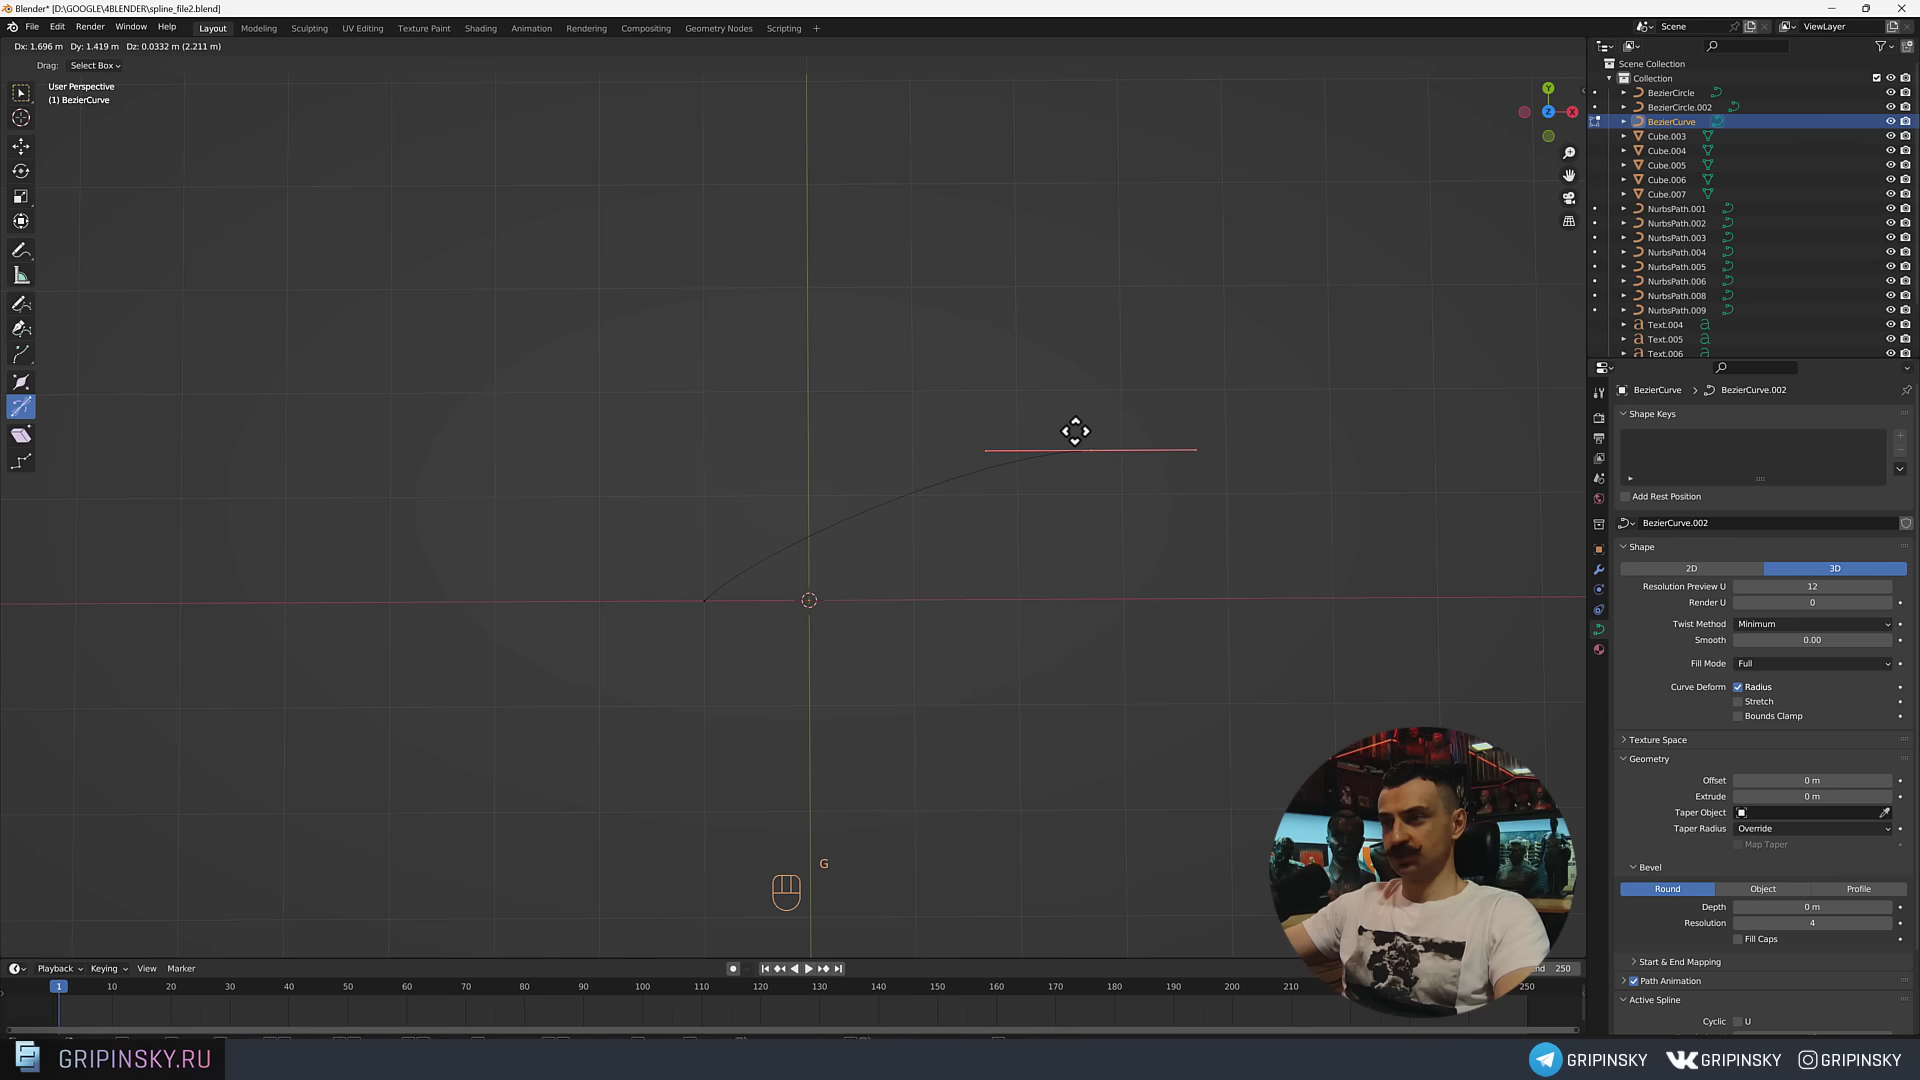 Blender* [D:\GOOGLE\4BLENDER\spline_file2.blend]
File Edit Render Window Help Layout Modeling Sculpting UV Editing Texture Paint Shading Animation Rendering Compositing Geometry Nodes Scripting + Scene ViewLayer
Dx: 1.696 m Dy: 1.419 m Dz: 0.0332 m (2.211 m)
Drag: Select Box
User Perspective
(1) BezierCurve
Y
Z
X
G
Scene Collection
Collection
BezierCircle
BezierCircle.002
BezierCurve
Cube.003
Cube.004
Cube.005
Cube.006
Cube.007
NurbsPath.001
NurbsPath.002
NurbsPath.003
NurbsPath.004
NurbsPath.005
NurbsPath.006
NurbsPath.008
NurbsPath.009
Text.004
Text.005
Text.006
BezierCurve > BezierCurve.002
Shape Keys
Add Rest Position
BezierCurve.002
Shape
2D 3D
Resolution Preview U 12
Render U 0
Twist Method Minimum
Smooth 0.00
Fill Mode Full
Curve Deform Radius
Stretch
Bounds Clamp
Texture Space
Geometry
Offset 0 m
Extrude 0 m
Taper Object
Taper Radius Override
Map Taper
Bevel
Round Object Profile
Depth 0 m
Resolution 4
Fill Caps
Start & End Mapping
Path Animation
Active Spline
Cyclic U
Playback Keying View Marker 250
1 10 20 30 40 50 60 70 80 90 100 110 120 130 140 150 160 170 180 190 200 210 250
GRIPINSKY.RU
GRIPINSKY GRIPINSKY GRIPINSKY